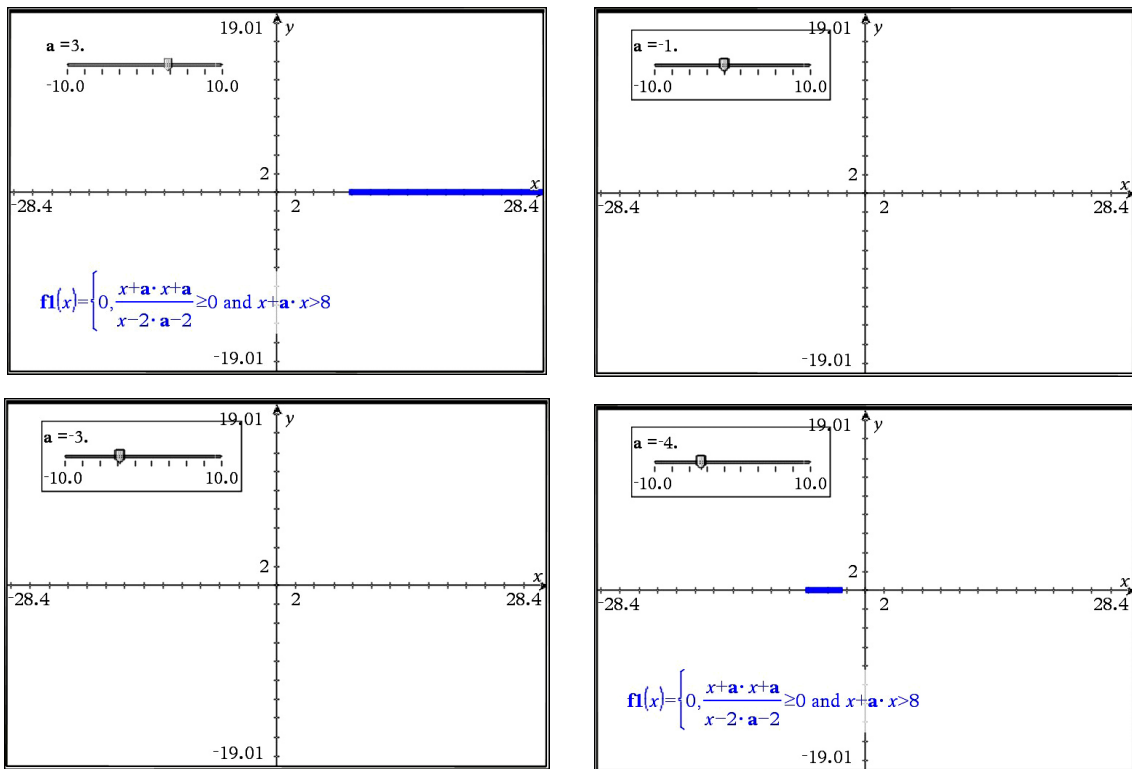 19.01 y
a =3.
-10.0 10.0
2 x
-28.4 2 28.4
f1(x)={0, (x+a·x+a)/(x-2·a-2) ≥0 and x+a·x>8
-19.01
19.01 y
a =-1.
-10.0 10.0
2 x
-28.4 2 28.4
-19.01
19.01 y
a =-3.
-10.0 10.0
2 x
-28.4 2 28.4
-19.01
19.01 y
a =-4.
-10.0 10.0
2 x
-28.4 2 28.4
f1(x)={0, (x+a·x+a)/(x-2·a-2) ≥0 and x+a·x>8
-19.01